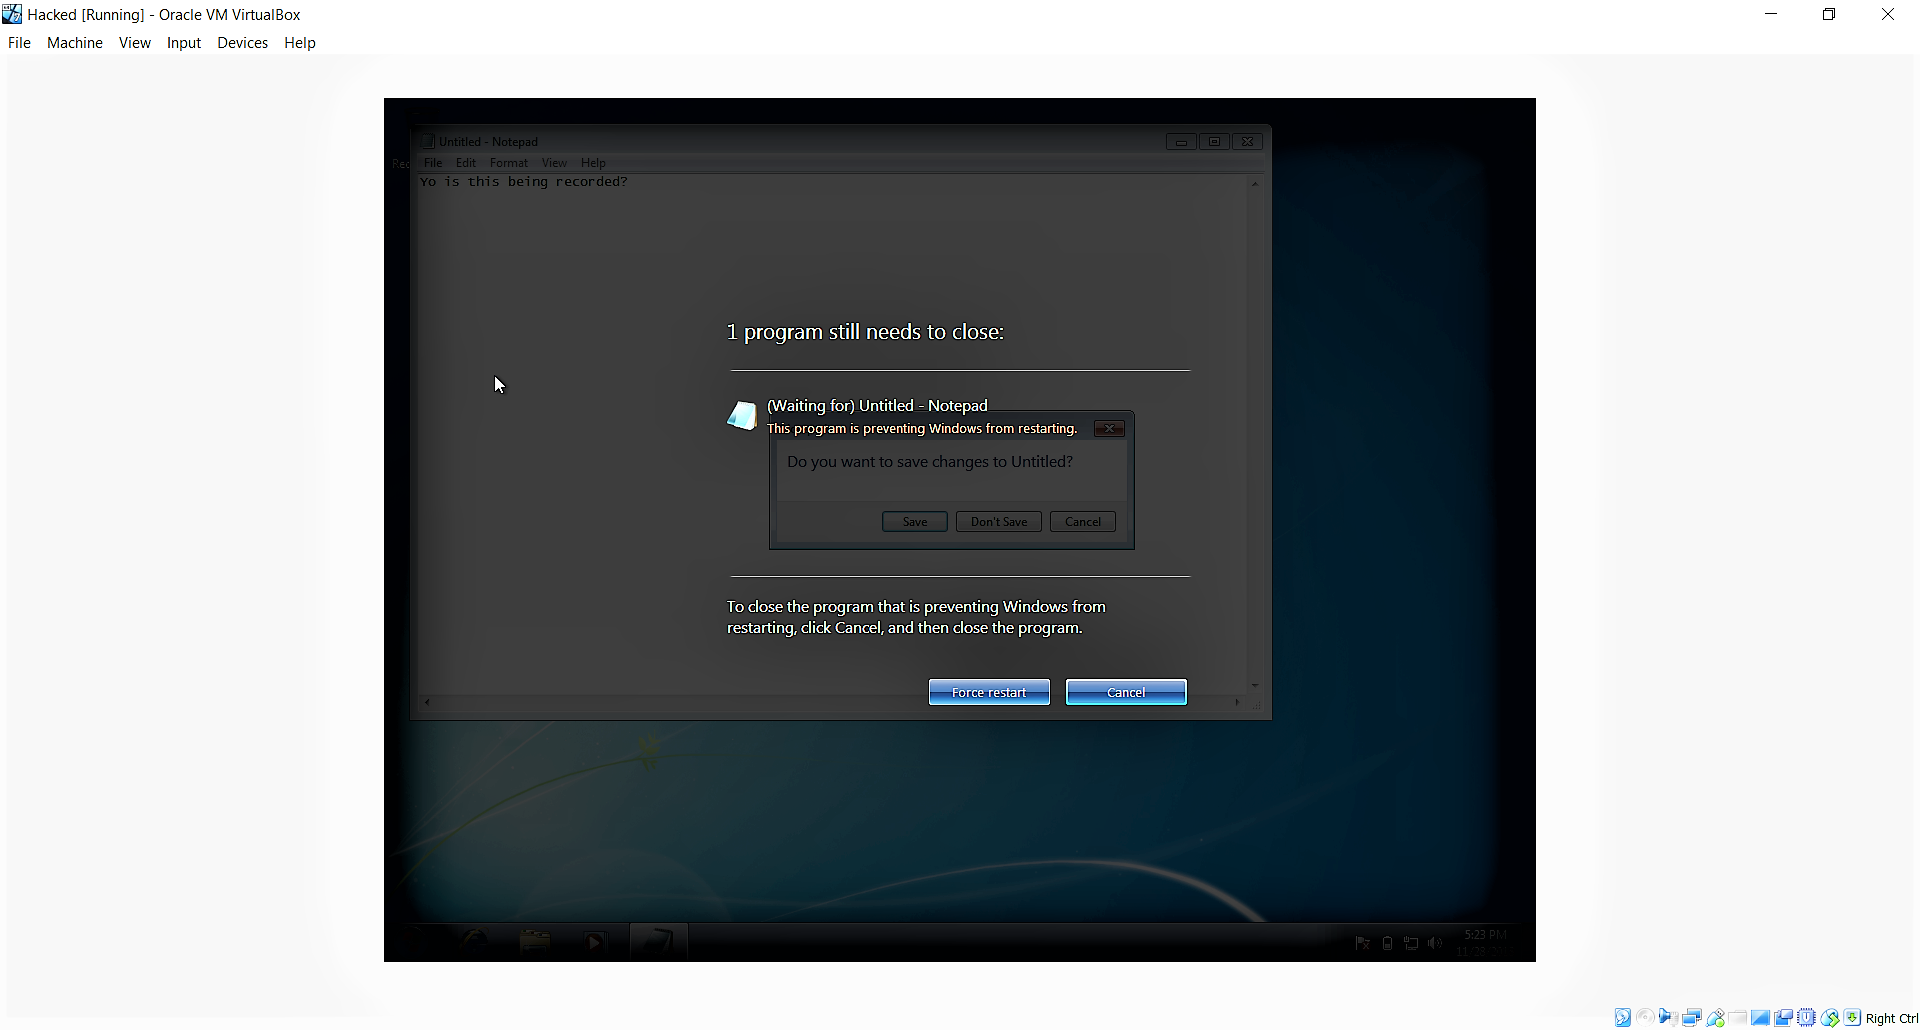 Hacked [Running] - Oracle VM VirtualBox
File Machine View Input Devices Help
Untitled - Notepad
File Edit Format View Help
Yo is this being recorded?
1 program still needs to close:
(Waiting for) Untitled - Notepad
This program is preventing Windows from restarting.
Do you want to save changes to Untitled?
Save Don't Save Cancel
To close the program that is preventing Windows from
restarting, click Cancel, and then close the program.
Force restart Cancel
5:23 PM
Right Ctrl